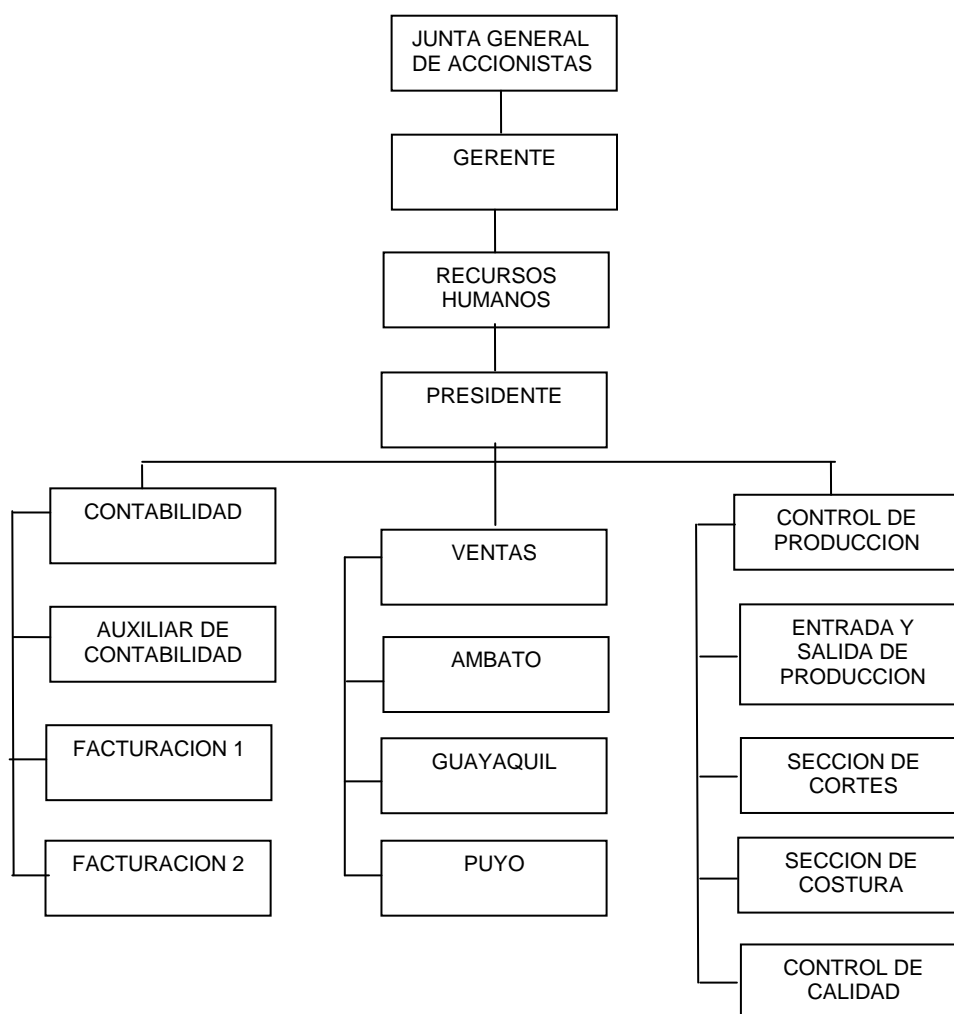 JUNTA GENERAL
DE ACCIONISTAS
GERENTE
RECURSOS
HUMANOS
PRESIDENTE
CONTABILIDAD
AUXILIAR DE
CONTABILIDAD
FACTURACION 1
FACTURACION 2
VENTAS
AMBATO
GUAYAQUIL
PUYO
CONTROL DE
PRODUCCION
ENTRADA Y
SALIDA DE
PRODUCCION
SECCION DE
CORTES
SECCION DE
COSTURA
CONTROL DE
CALIDAD